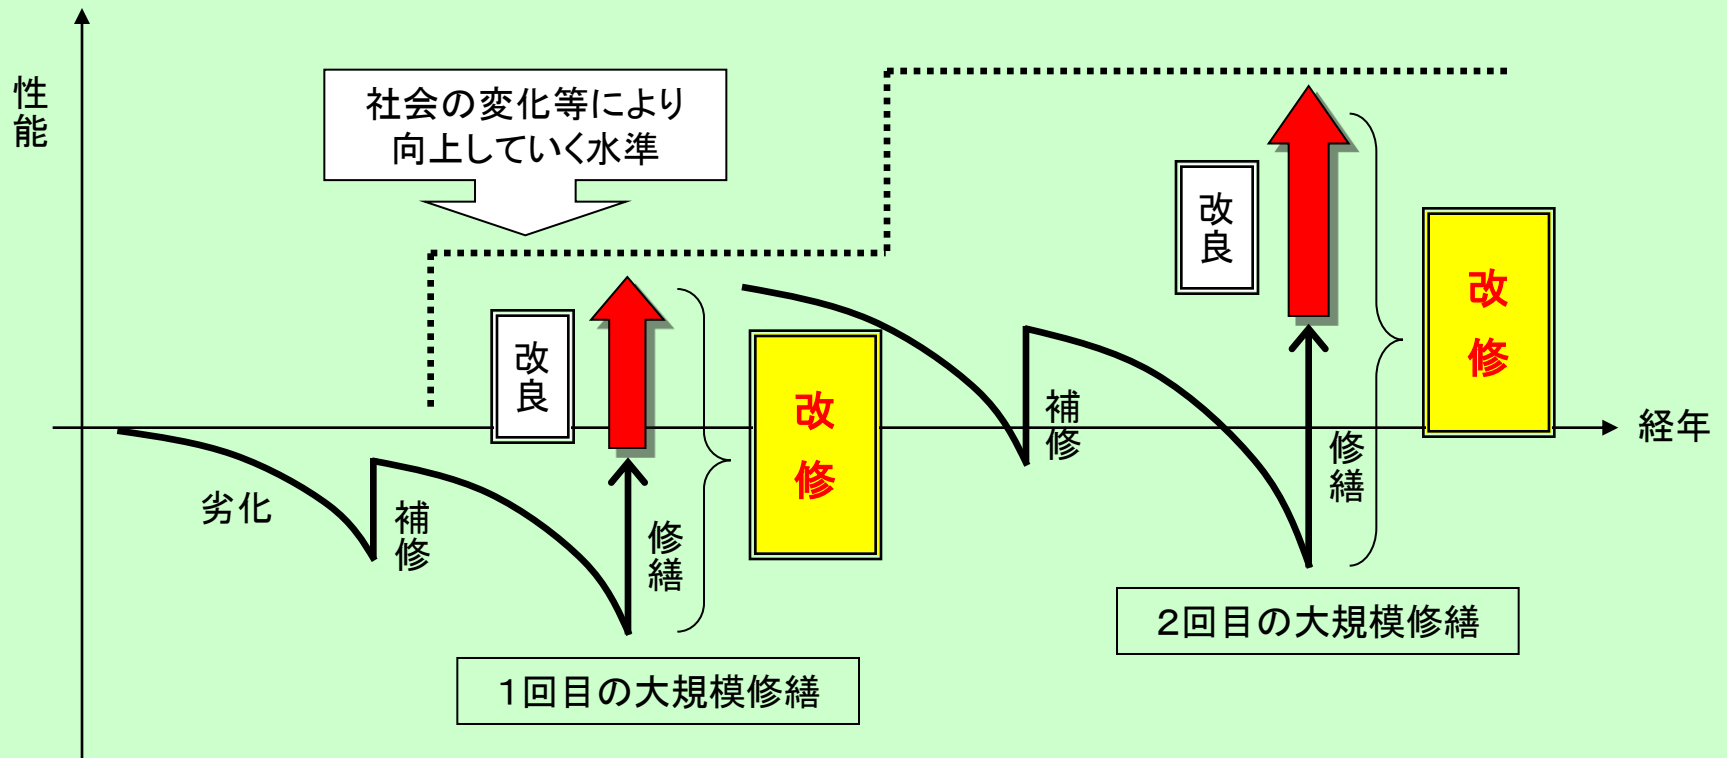 性能
社会の変化等により
向上していく水準
改良
改修
劣化
補修
修繕
1回目の大規模修繕
補修
改良
改修
修繕
2回目の大規模修繕
経年